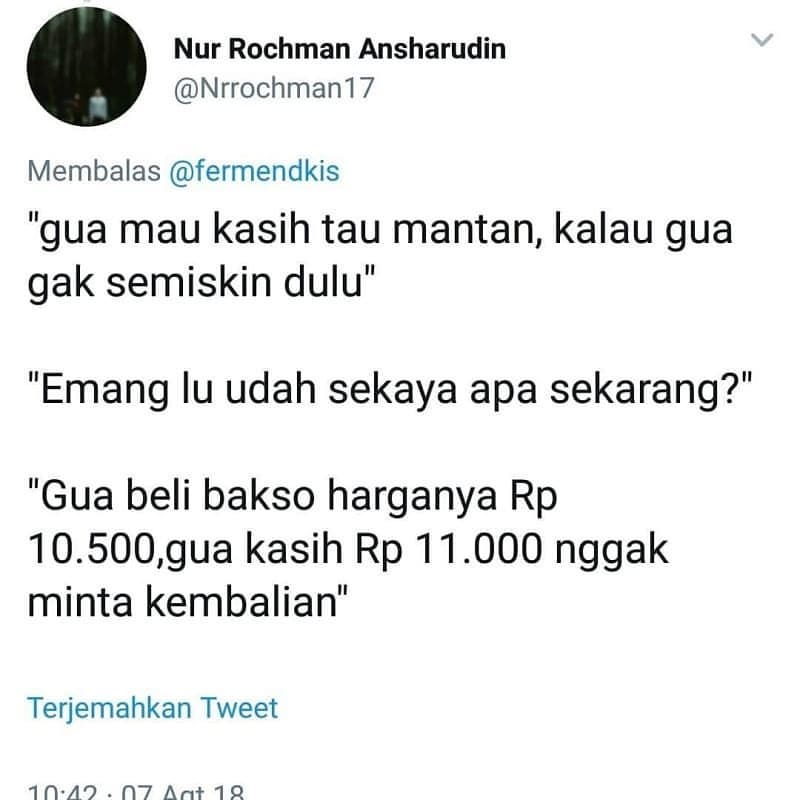 Nur Rochman Ansharudin
@Nrrochman17
Membalas @fermendkis
"gua mau kasih tau mantan, kalau gua
gak semiskin dulu"
"Emang lu udah sekaya apa sekarang?"
"Gua beli bakso harganya Rp
10.500,gua kasih Rp 11.000 nggak
minta kembalian"
Terjemahkan Tweet
10:42 · 07 Agt 18